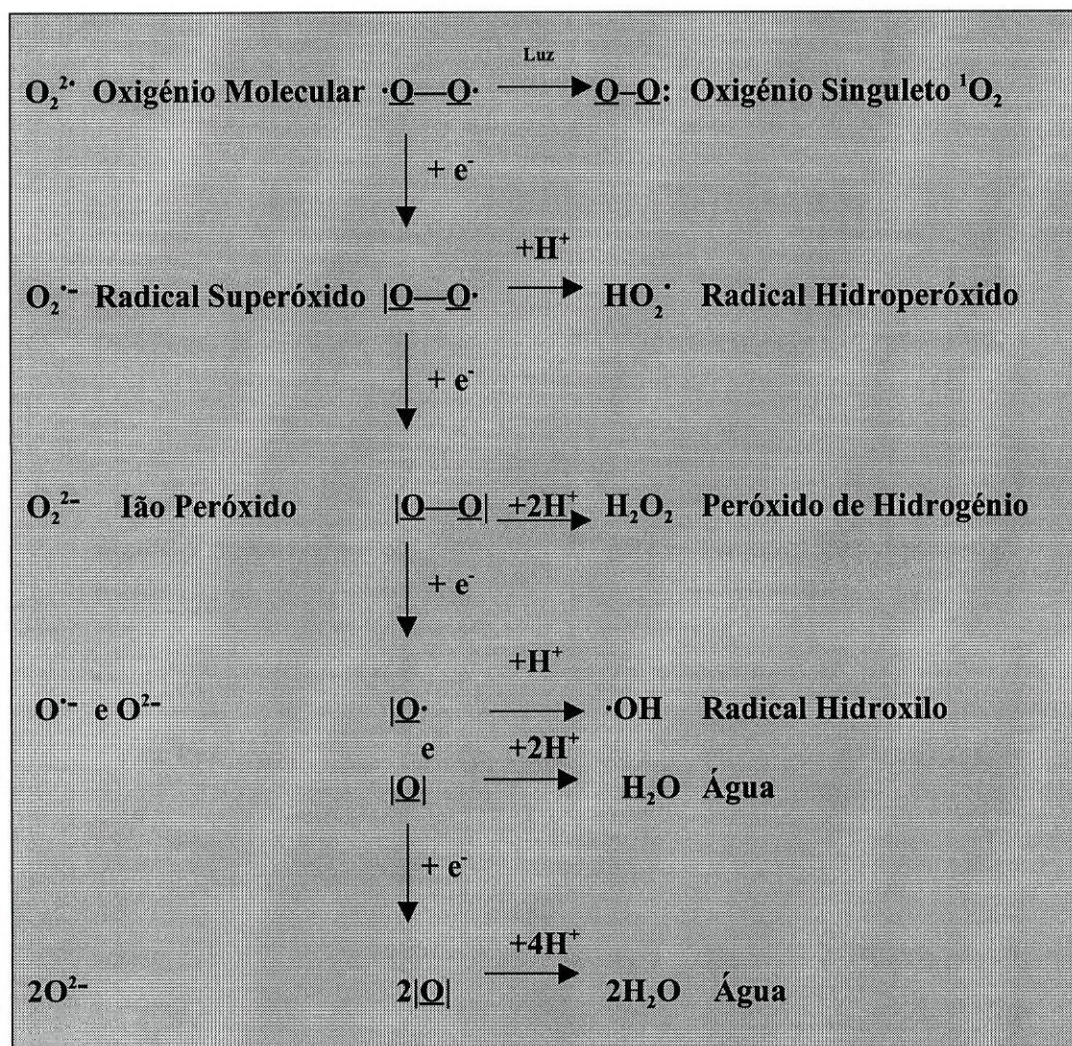 Luz
O₂²• Oxigénio Molecular ·O—O· O–O: Oxigénio Singuleto ¹O₂
+ e⁻
+H⁺
O₂•– Radical Superóxido |O—O· HO₂• Radical Hidroperóxido
+ e⁻
O₂²⁻ Ião Peróxido |O—O| +2H⁺ H₂O₂ Peróxido de Hidrogénio
+ e⁻
+H⁺
O•– e O²⁻ |O· ·OH Radical Hidroxilo
e +2H⁺
|O| H₂O Água
+ e⁻
+4H⁺
2O²⁻ 2|O| 2H₂O Água